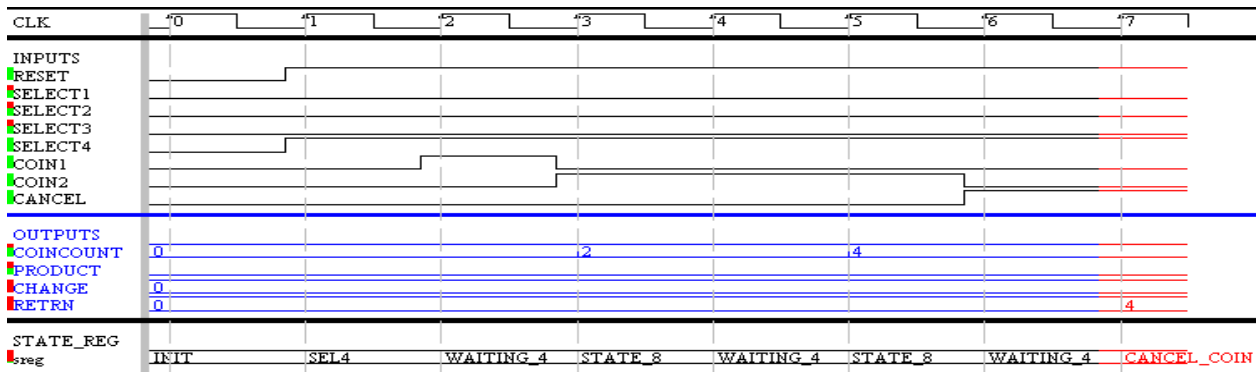 CLK 0 1 2 3 4 5 6 7
INPUTS
RESET
SELECT1
SELECT2
SELECT3
SELECT4
COIN1
COIN2
CANCEL
OUTPUTS
COINCOUNT 0 2 4
PRODUCT
CHANGE 0
RETRN 0 4
STATE_REG
sreg INIT SEL4 WAITING_4 STATE_8 WAITING_4 STATE_8 WAITING_4 CANCEL_COIN